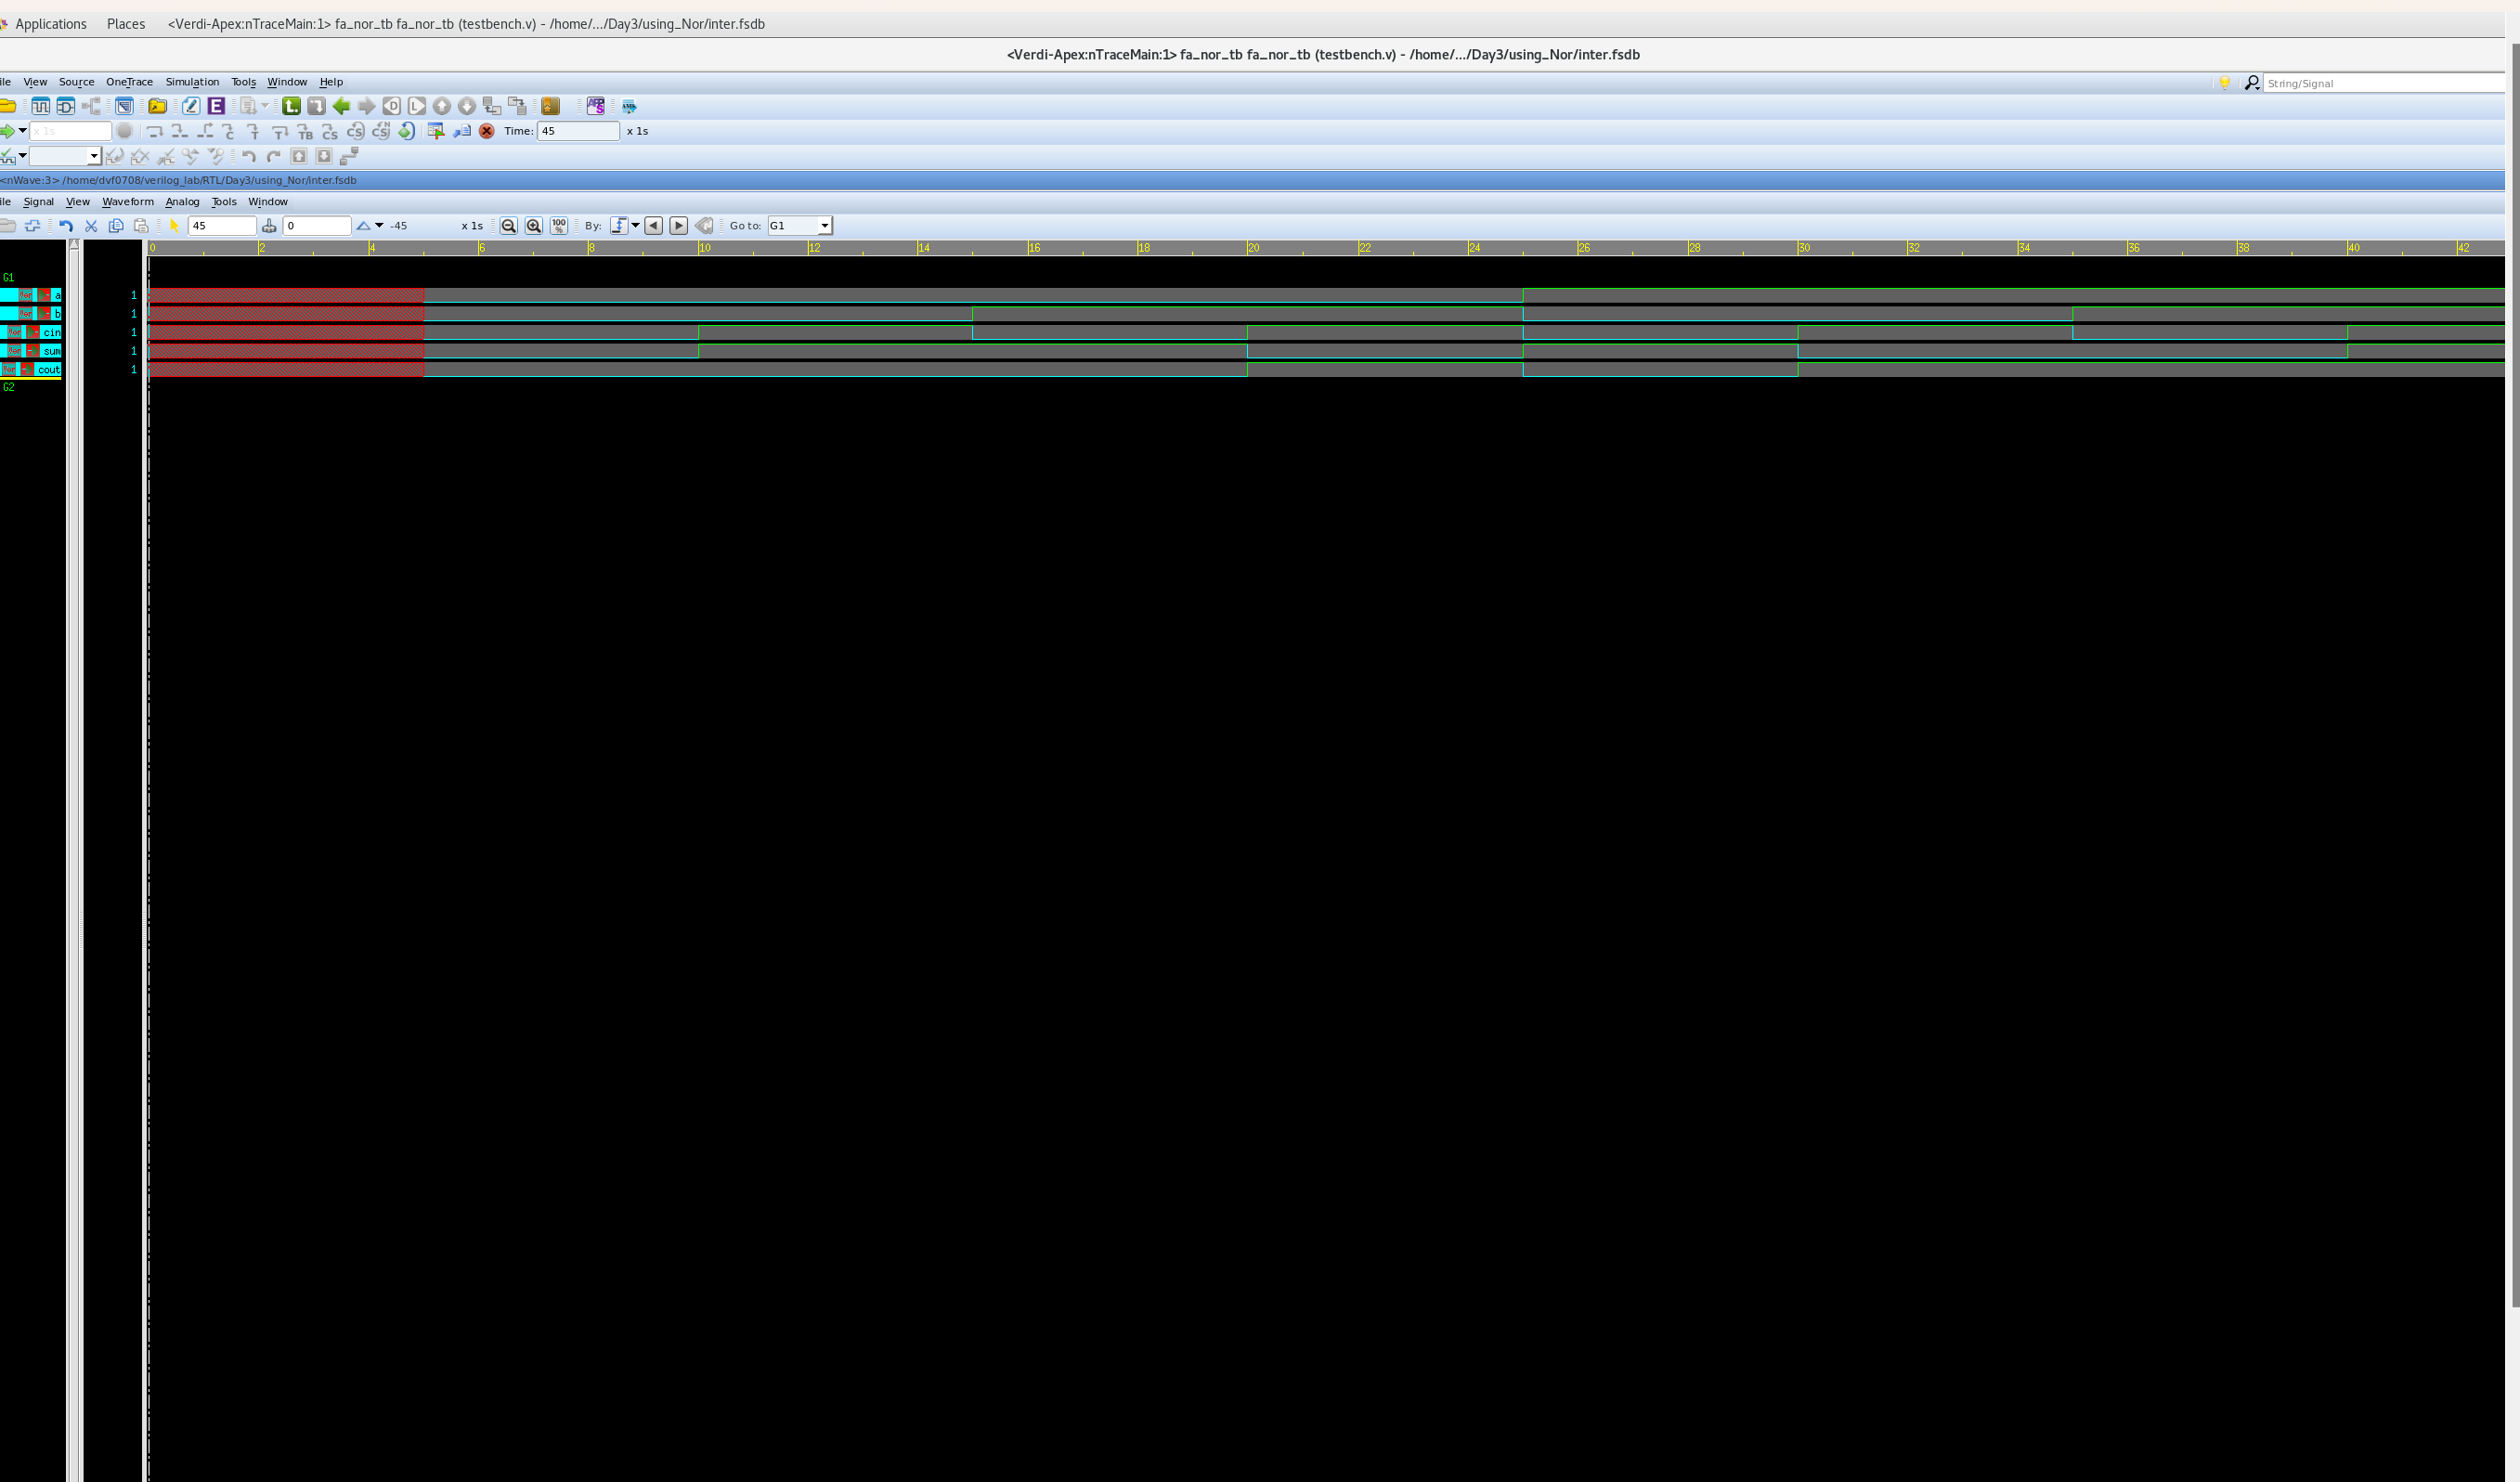 Applications Places <Verdi-Apex:nTraceMain:1> fa_nor_tb fa_nor_tb (testbench.v) - /home/.../Day3/using_Nor/inter.fsdb
<Verdi-Apex:nTraceMain:1> fa_nor_tb fa_nor_tb (testbench.v) - /home/.../Day3/using_Nor/inter.fsdb
ile View Source OneTrace Simulation Tools Window Help String/Signal
x 1s Time: 45 x 1s
<nWave:3> /home/dvf0708/verilog_lab/RTL/Day3/using_Nor/inter.fsdb
ile Signal View Waveform Analog Tools Window
45 0 -45 x 1s 100 % By: Go to: G1
0 2 4 6 8 10 12 14 16 18 20 22 24 26 28 30 32 34 36 38 40 42
G1
a 1
b 1
cin 1
sum 1
cout 1
G2